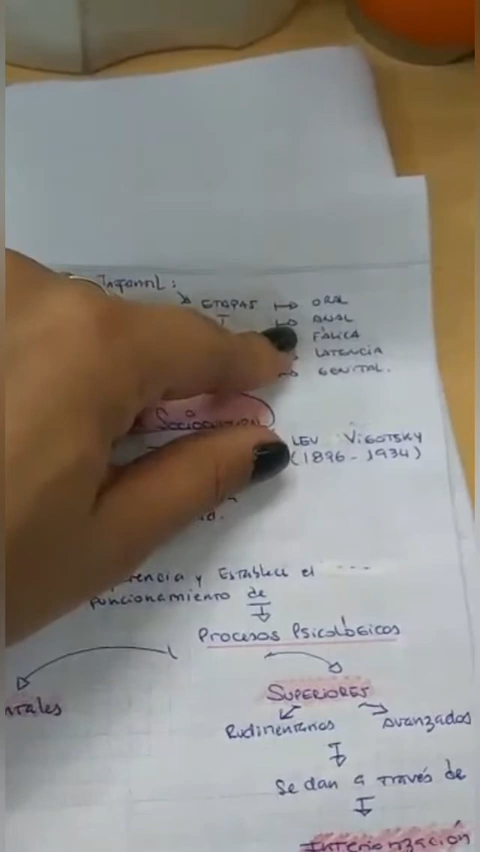 Infantil:
ETAPAS ORAL
ANAL
FÁLICA
LATENCIA
GENITAL.
Sociocultural
LEV VIGOTSKY
(1896-1934)
d.
y Establece el
Funcionamiento de
Procesos Psicológicos
SUPERIORES
Rudimentarios Avanzados
Se dan a través de
INTERIORIZACIÓN